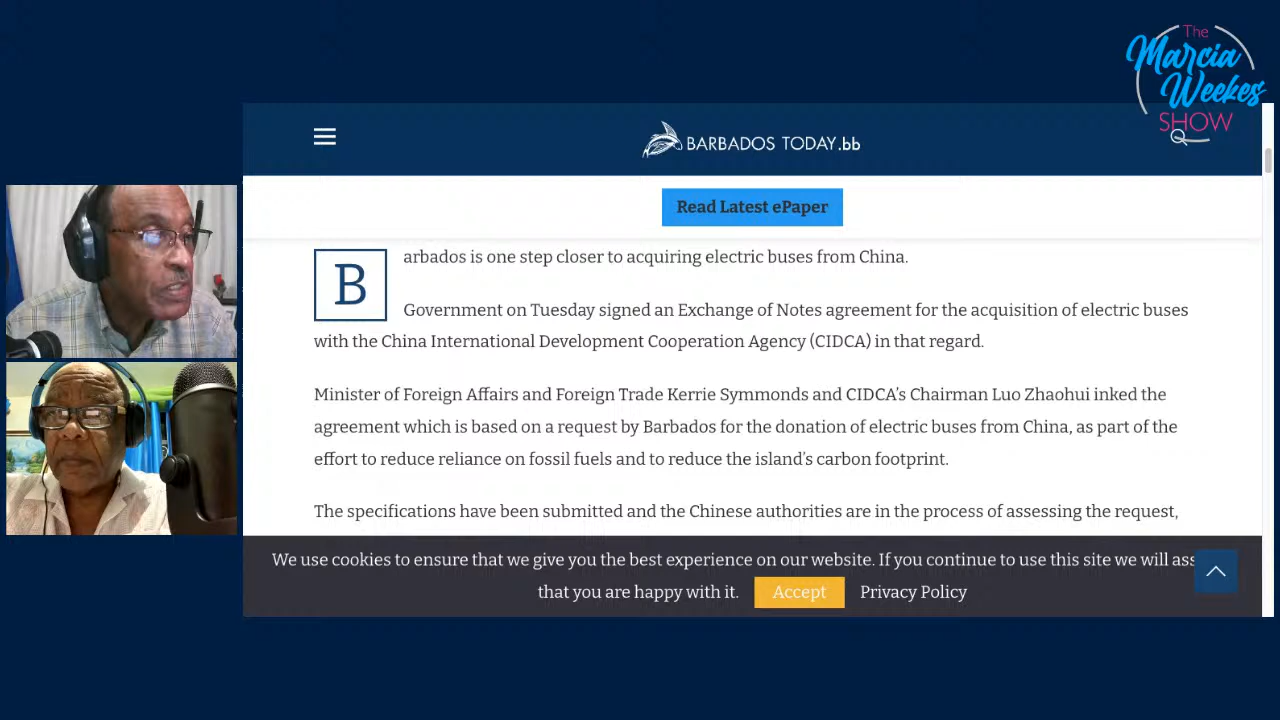 The
Marcia
Weekes
SHOW
BARBADOS TODAY.bb
Read Latest ePaper
B
arbados is one step closer to acquiring electric buses from China.
Government on Tuesday signed an Exchange of Notes agreement for the acquisition of electric buses
with the China International Development Cooperation Agency (CIDCA) in that regard.
Minister of Foreign Affairs and Foreign Trade Kerrie Symmonds and CIDCA's Chairman Luo Zhaohui inked the
agreement which is based on a request by Barbados for the donation of electric buses from China, as part of the
effort to reduce reliance on fossil fuels and to reduce the island's carbon footprint.
The specifications have been submitted and the Chinese authorities are in the process of assessing the request,
We use cookies to ensure that we give you the best experience on our website. If you continue to use this site we will ass
that you are happy with it. Accept Privacy Policy